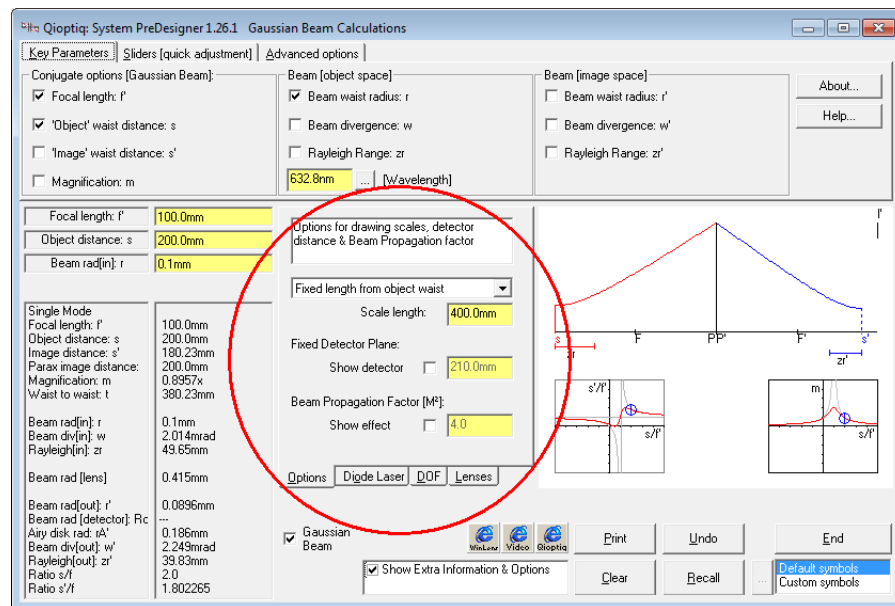 Qioptiq: System PreDesigner 1.26.1 Gaussian Beam Calculations
Key Parameters Sliders [quick adjustment] Advanced options
Conjugate options [Gaussian Beam]:
Focal length: f'
'Object' waist distance: s
'Image' waist distance: s'
Magnification: m
Beam [object space]
Beam waist radius: r
Beam divergence: w
Rayleigh Range: zr
632.8nm ... [Wavelength]
Beam [image space]
Beam waist radius: r'
Beam divergence: w'
Rayleigh Range: zr'
About...
Help...
Focal length: f' 100.0mm
Object distance: s 200.0mm
Beam rad[in]: r 0.1mm
Single Mode
Focal length: f' 100.0mm
Object distance: s 200.0mm
Image distance: s' 180.23mm
Parax image distance: 200.0mm
Magnification: m 0.8957x
Waist to waist: t 380.23mm
Beam rad[in]: r 0.1mm
Beam div[in]: w 2.014mrad
Rayleigh[in]: zr 49.65mm
Beam rad [lens] 0.415mm
Beam rad[out]: r' 0.0896mm
Beam rad [detector]: Rc ---
Airy disk rad: rA' 0.186mm
Beam div[out]: w' 2.249mrad
Rayleigh[out]: zr' 39.83mm
Ratio s/f 2.0
Ratio s'/f 1.802265
Options for drawing scales, detector
distance & Beam Propagation factor
Fixed length from object waist
Scale length: 400.0mm
Fixed Detector Plane:
Show detector 210.0mm
Beam Propagation Factor [M²]:
Show effect 4.0
Options Diode Laser DOF Lenses
s F PP' F' s'
zr zr'
s'/f'
s/f'
m
s/f'
Gaussian
Beam
WinLens Video Qioptiq
Print Undo End
Show Extra Information & Options
Clear Recall ...
Default symbols
Custom symbols